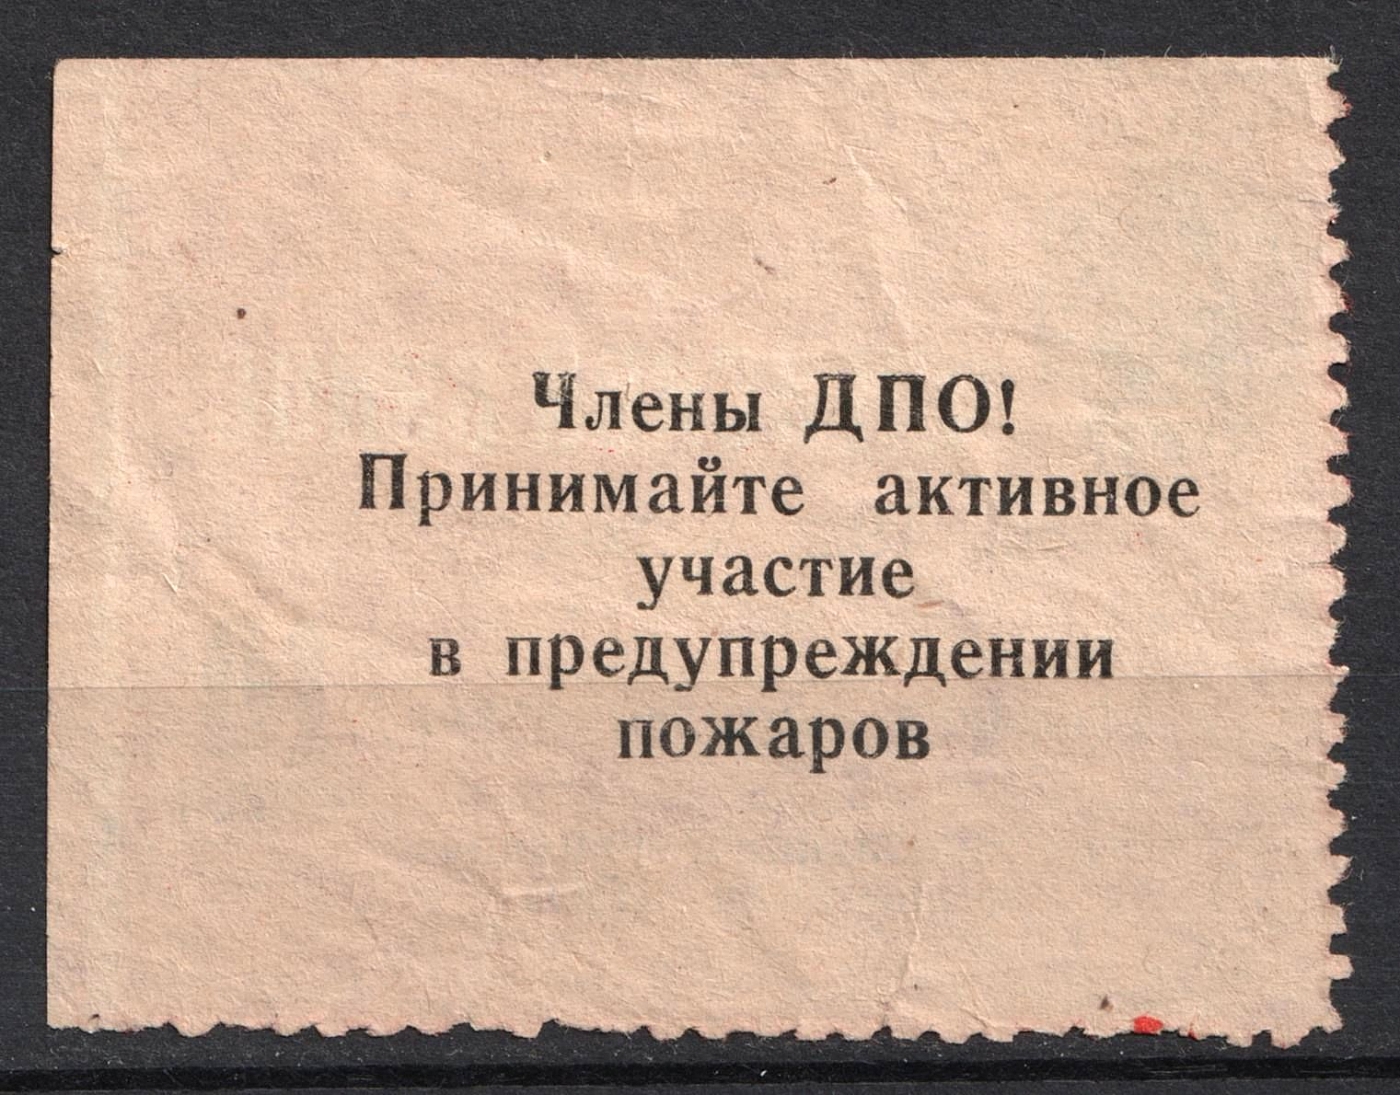 Члены ДПО!
Принимайте активное
участие
в предупреждении
пожаров